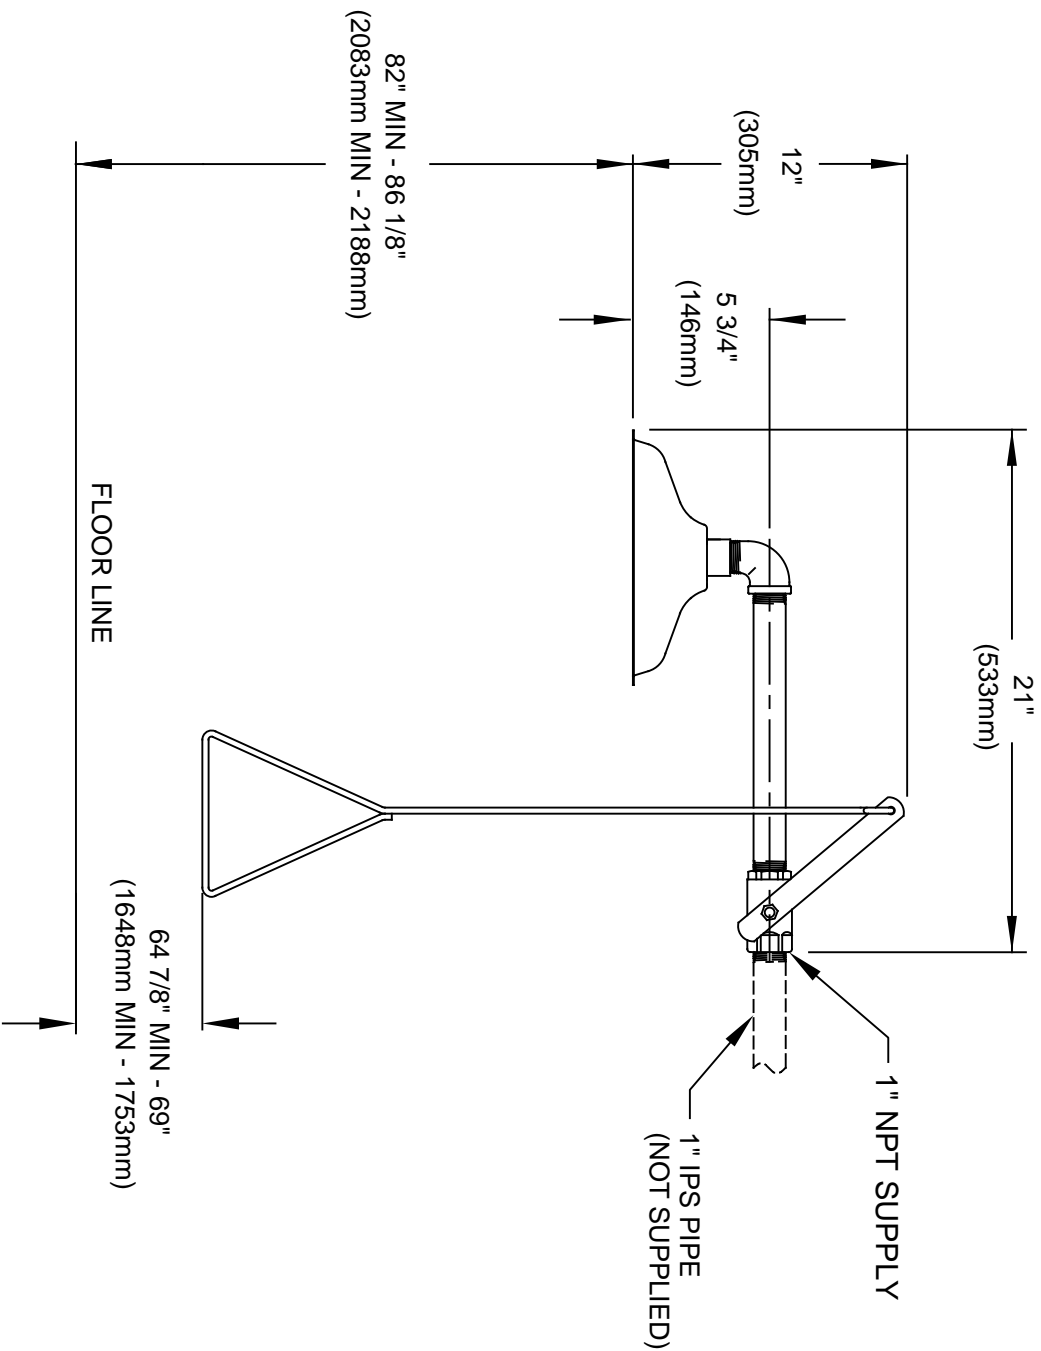 21"
(533mm)
12"
(305mm)
5 3/4"
(146mm)
1" NPT SUPPLY
1" IPS PIPE
(NOT SUPPLIED)
82" MIN - 86 1/8"
(2083mm MIN - 2188mm)
64 7/8" MIN - 69"
(1648mm MIN - 1753mm)
FLOOR LINE